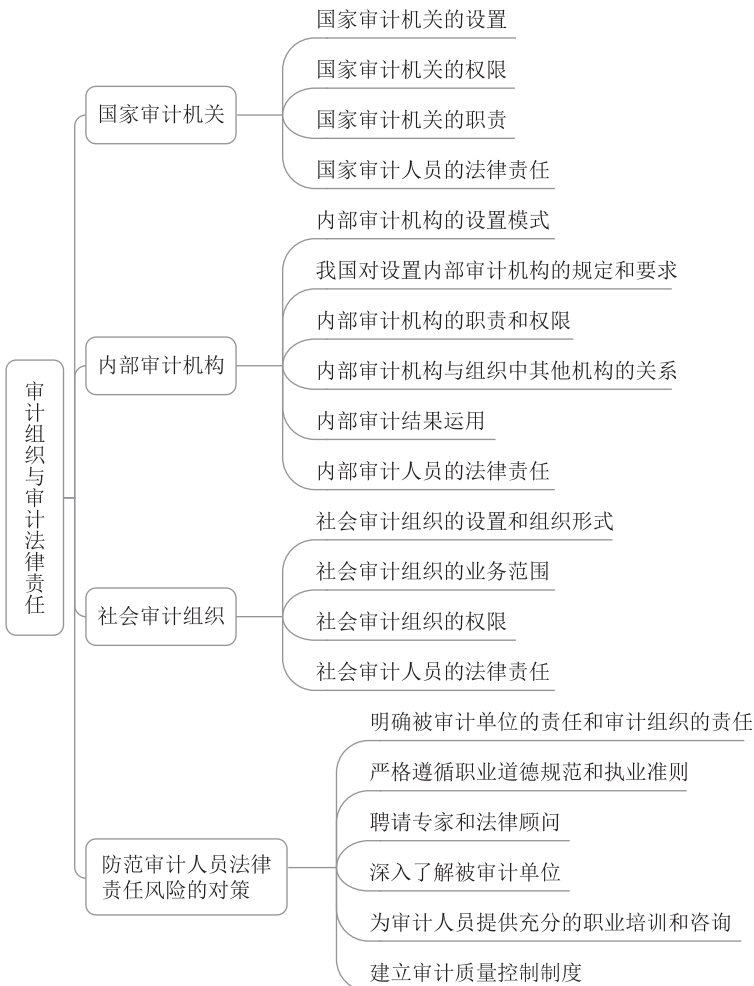 审计组织与审计法律责任
国家审计机关
国家审计机关的设置
国家审计机关的权限
国家审计机关的职责
国家审计人员的法律责任
内部审计机构
内部审计机构的设置模式
我国对设置内部审计机构的规定和要求
内部审计机构的职责和权限
内部审计机构与组织中其他机构的关系
内部审计结果运用
内部审计人员的法律责任
社会审计组织
社会审计组织的设置和组织形式
社会审计组织的业务范围
社会审计组织的权限
社会审计人员的法律责任
防范审计人员法律
责任风险的对策
明确被审计单位的责任和审计组织的责任
严格遵循职业道德规范和执业准则
聘请专家和法律顾问
深入了解被审计单位
为审计人员提供充分的职业培训和咨询
建立审计质量控制制度